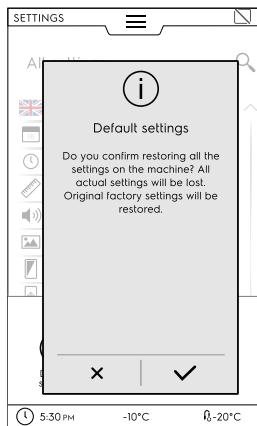 SETTINGS
Default settings
Do you confirm restoring all the
settings on the machine? All
actual settings will be lost.
Original factory settings will be
restored.
5:30 PM -10°C -20°C